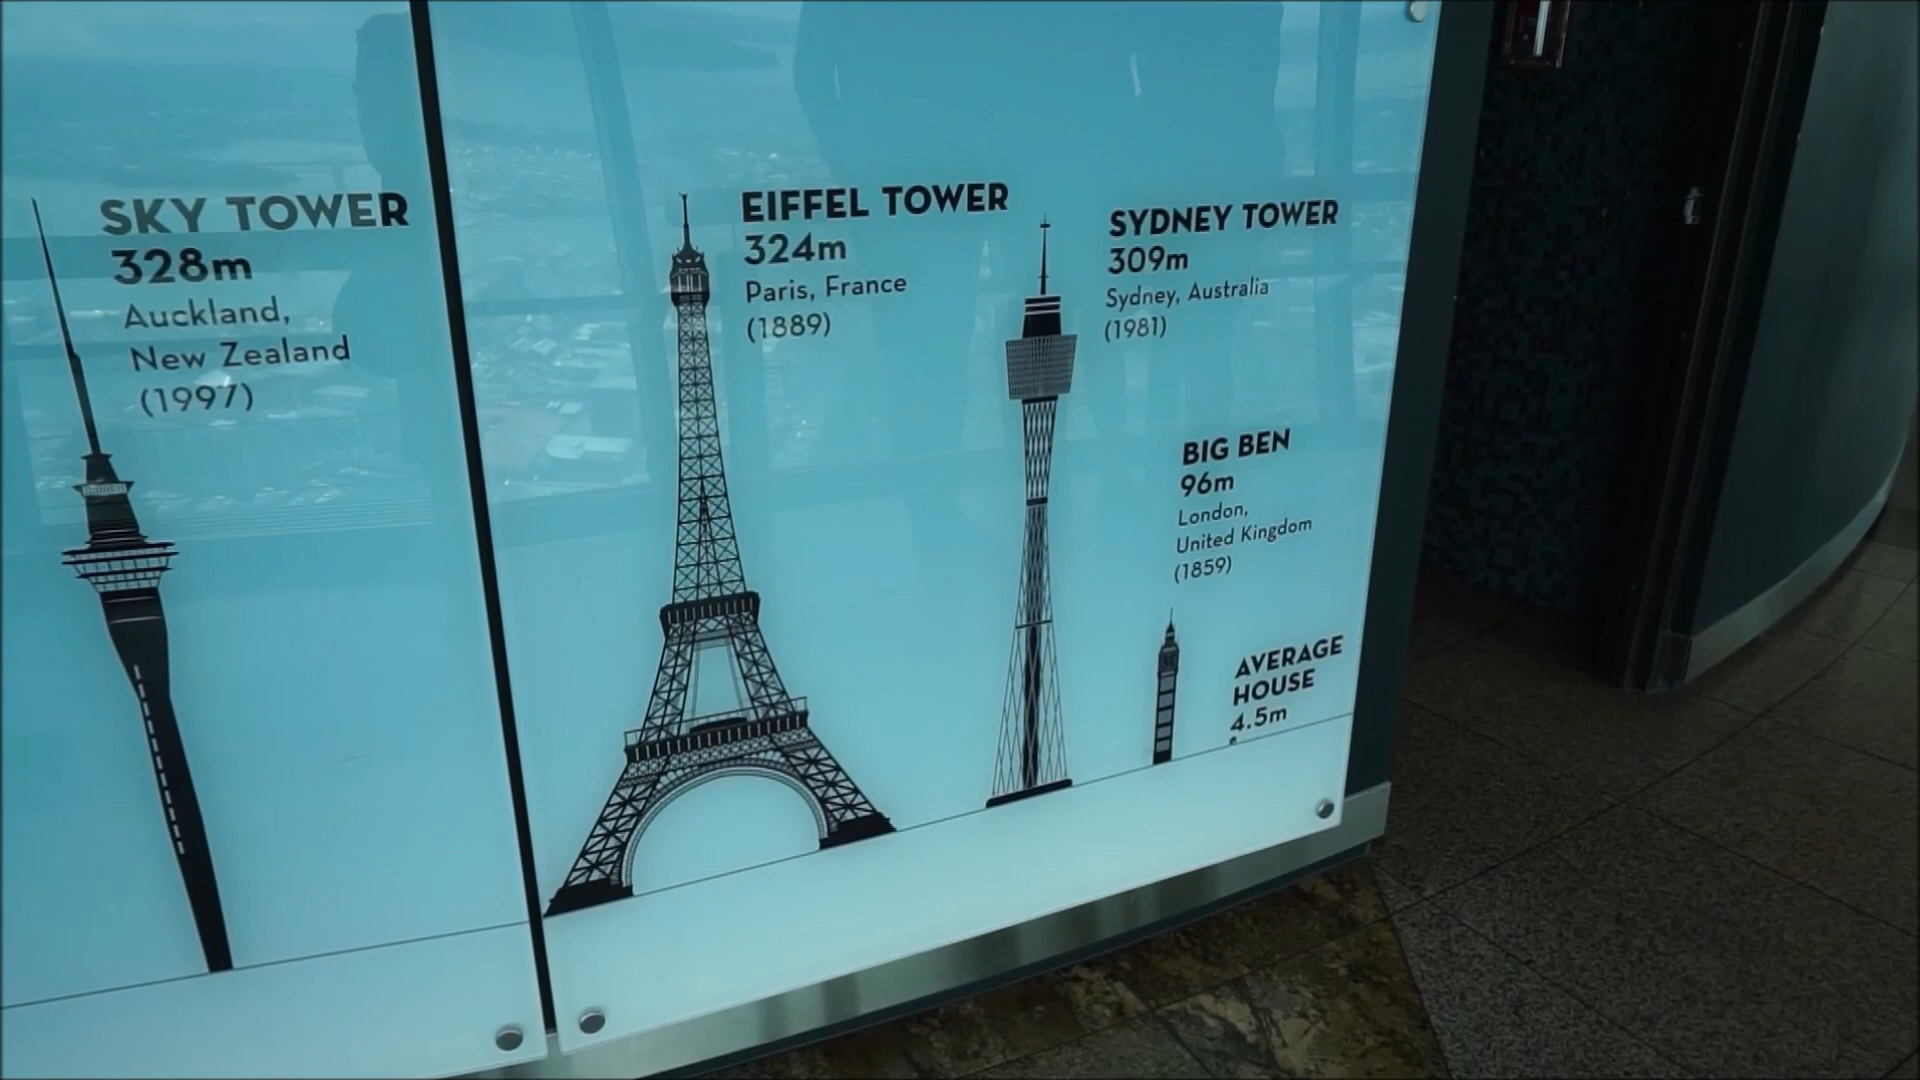 SKY TOWER
328m
Auckland,
New Zealand
(1997)
EIFFEL TOWER
324m
Paris, France
(1889)
SYDNEY TOWER
309m
Sydney, Australia
(1981)
BIG BEN
96m
London,
United Kingdom
(1859)
AVERAGE
HOUSE
4.5m